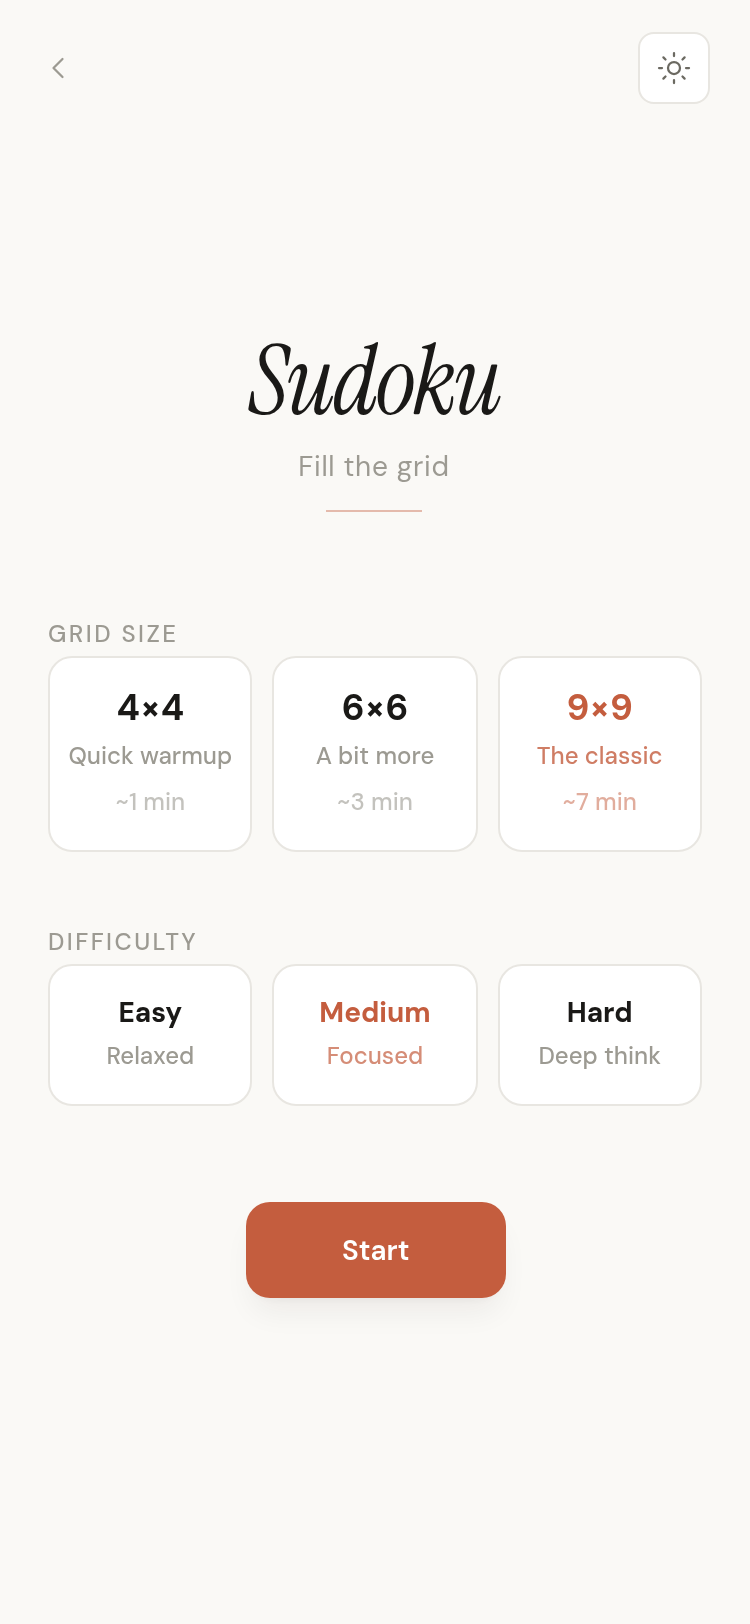 Sudoku
Fill the grid
GRID SIZE
4×4 6×6 9×9
Quick warmup A bit more The classic
~1 min ~3 min ~7 min
DIFFICULTY
Easy Medium Hard
Relaxed Focused Deep think
Start